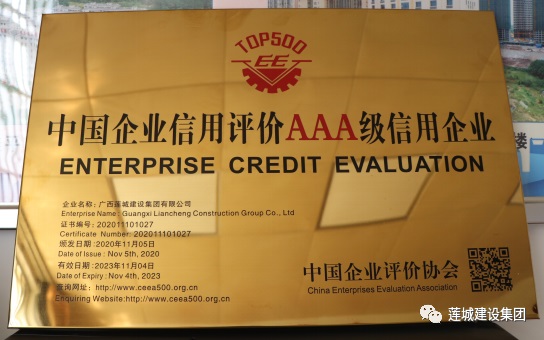 TOP500
EE
中国企业信用评价AAA级信用企业
ENTERPRISE CREDIT EVALUATION
企业名称：广西莲城建设集团有限公司
Enterprise Name: Guangxi Liancheng Construction Group Co., Ltd
证书编号：202011101027
Certificate Number: 202011101027
颁发日期：2020年11月05日
Date of Issue: Nov 5th, 2020
有效日期：2023年11月04日
Date of Expiry: Nov 4th, 2023
查询网址：http://www.ceea500.org.cn
Enquiring Website:http://www.ceea500.org.cn
中国企业评价协会
China Enterprises Evaluation Association
楼
莲城建设集团